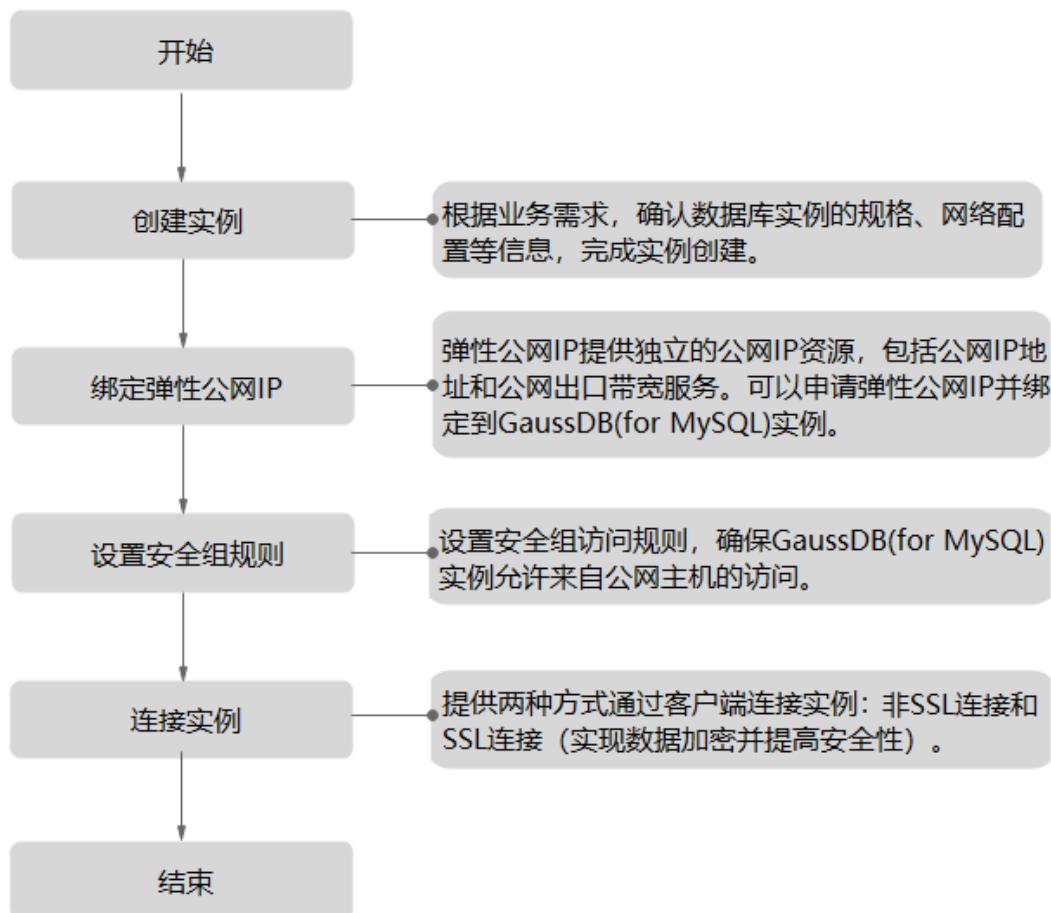 开始
创建实例
根据业务需求，确认数据库实例的规格、网络配
置等信息，完成实例创建。
绑定弹性公网IP
弹性公网IP提供独立的公网IP资源，包括公网IP地
址和公网出口带宽服务。可以申请弹性公网IP并绑
定到GaussDB(for MySQL)实例。
设置安全组规则
设置安全组访问规则，确保GaussDB(for MySQL)
实例允许来自公网主机的访问。
连接实例
提供两种方式通过客户端连接实例：非SSL连接和
SSL连接（实现数据加密并提高安全性）。
结束